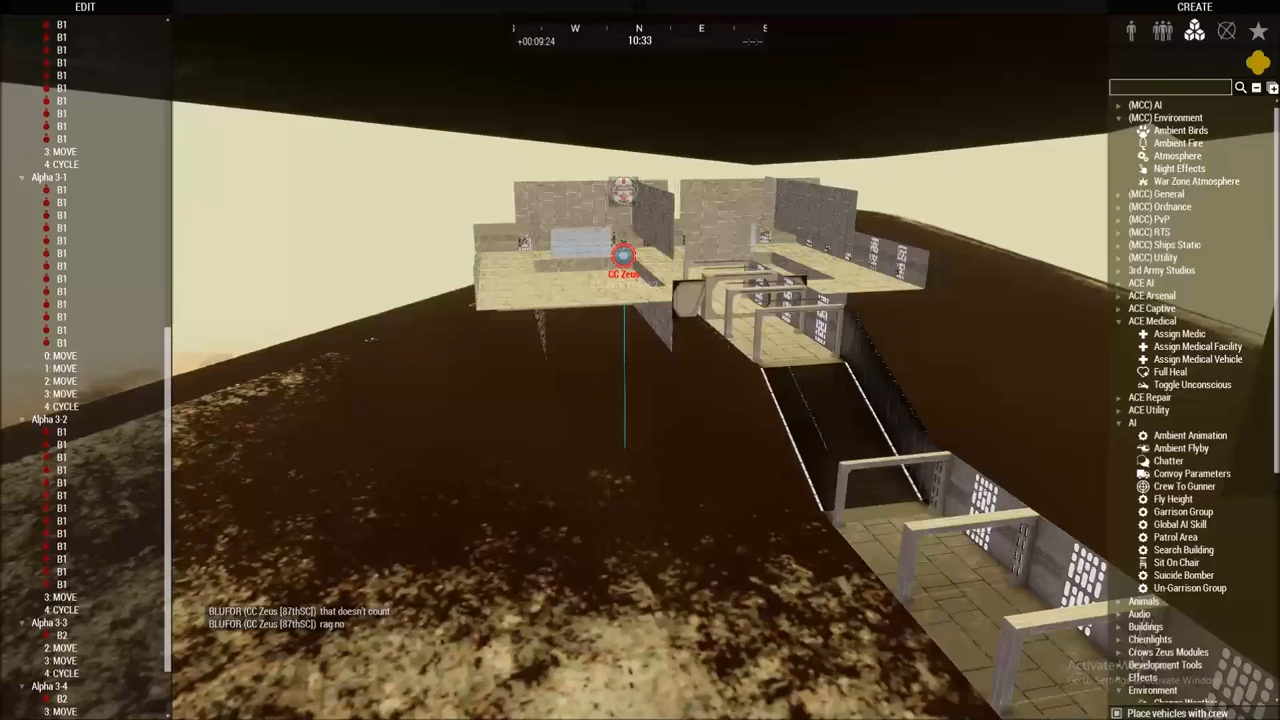 EDIT
B1
B1
B1
B1
B1
B1
B1
B1
B1
B1
3: MOVE
4: CYCLE
Alpha 3-1
B1
B1
B1
B1
B1
B1
B1
B1
B1
B1
B1
B1
B1
0: MOVE
1: MOVE
2: MOVE
3: MOVE
4: CYCLE
Alpha 3-2
B1
B1
B1
B1
B1
B1
B1
B1
B1
B1
B1
B1
B1
3: MOVE
4: CYCLE
Alpha 3-3
B2
2: MOVE
3: MOVE
4: CYCLE
Alpha 3-4
B2
3: MOVE
W N E
+00:09:24 10:33
CC Zeus
BLUFOR (CC Zeus [87thSC]) that doesn't count
BLUFOR (CC Zeus [87thSC]) rag no
CREATE
(MCC) AI
(MCC) Environment
Ambient Birds
Ambient Fire
Atmosphere
Night Effects
War Zone Atmosphere
(MCC) General
(MCC) Ordnance
(MCC) PvP
(MCC) RTS
(MCC) Ships Static
(MCC) Utility
3rd Army Studios
ACE AI
ACE Arsenal
ACE Captive
ACE Medical
Assign Medic
Assign Medical Facility
Assign Medical Vehicle
Full Heal
Toggle Unconscious
ACE Repair
ACE Utility
AI
Ambient Animation
Ambient Flyby
Chatter
Convoy Parameters
Crew To Gunner
Fly Height
Garrison Group
Global AI Skill
Patrol Area
Search Building
Sit On Chair
Suicide Bomber
Un-Garrison Group
Animals
Audio
Buildings
Chemlights
Crows Zeus Modules
Development Tools
Effects
Environment
Place vehicles with crew